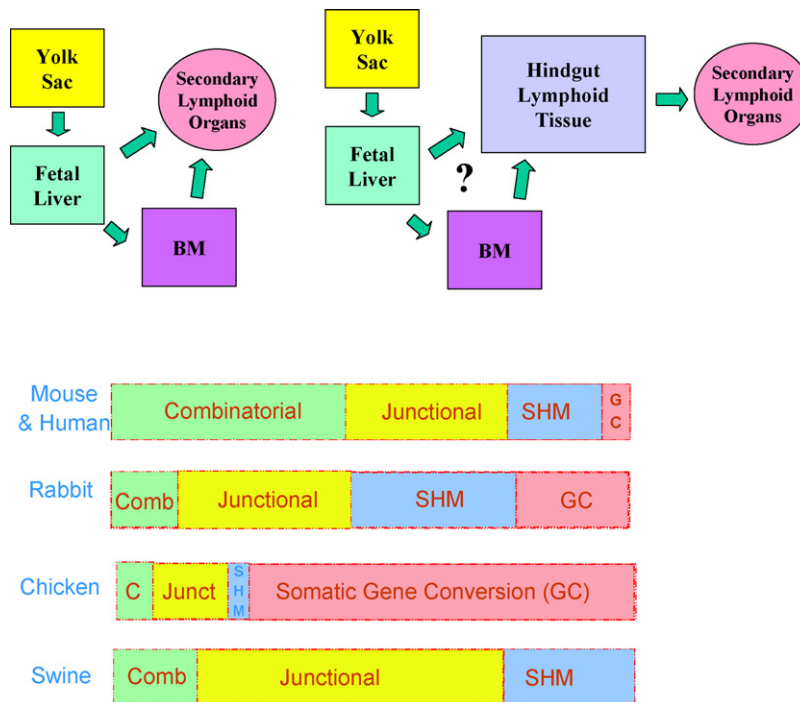 Yolk
Sac
Secondary
Lymphoid
Organs
Fetal
Liver
BM
Yolk
Sac
Hindgut
Lymphoid
Tissue
Secondary
Lymphoid
Organs
Fetal
Liver
?
BM
Mouse
& Human
Combinatorial
Junctional
SHM
G
C
Rabbit
Comb
Junctional
SHM
GC
Chicken
C
Junct
S
H
M
Somatic Gene Conversion (GC)
Swine
Comb
Junctional
SHM